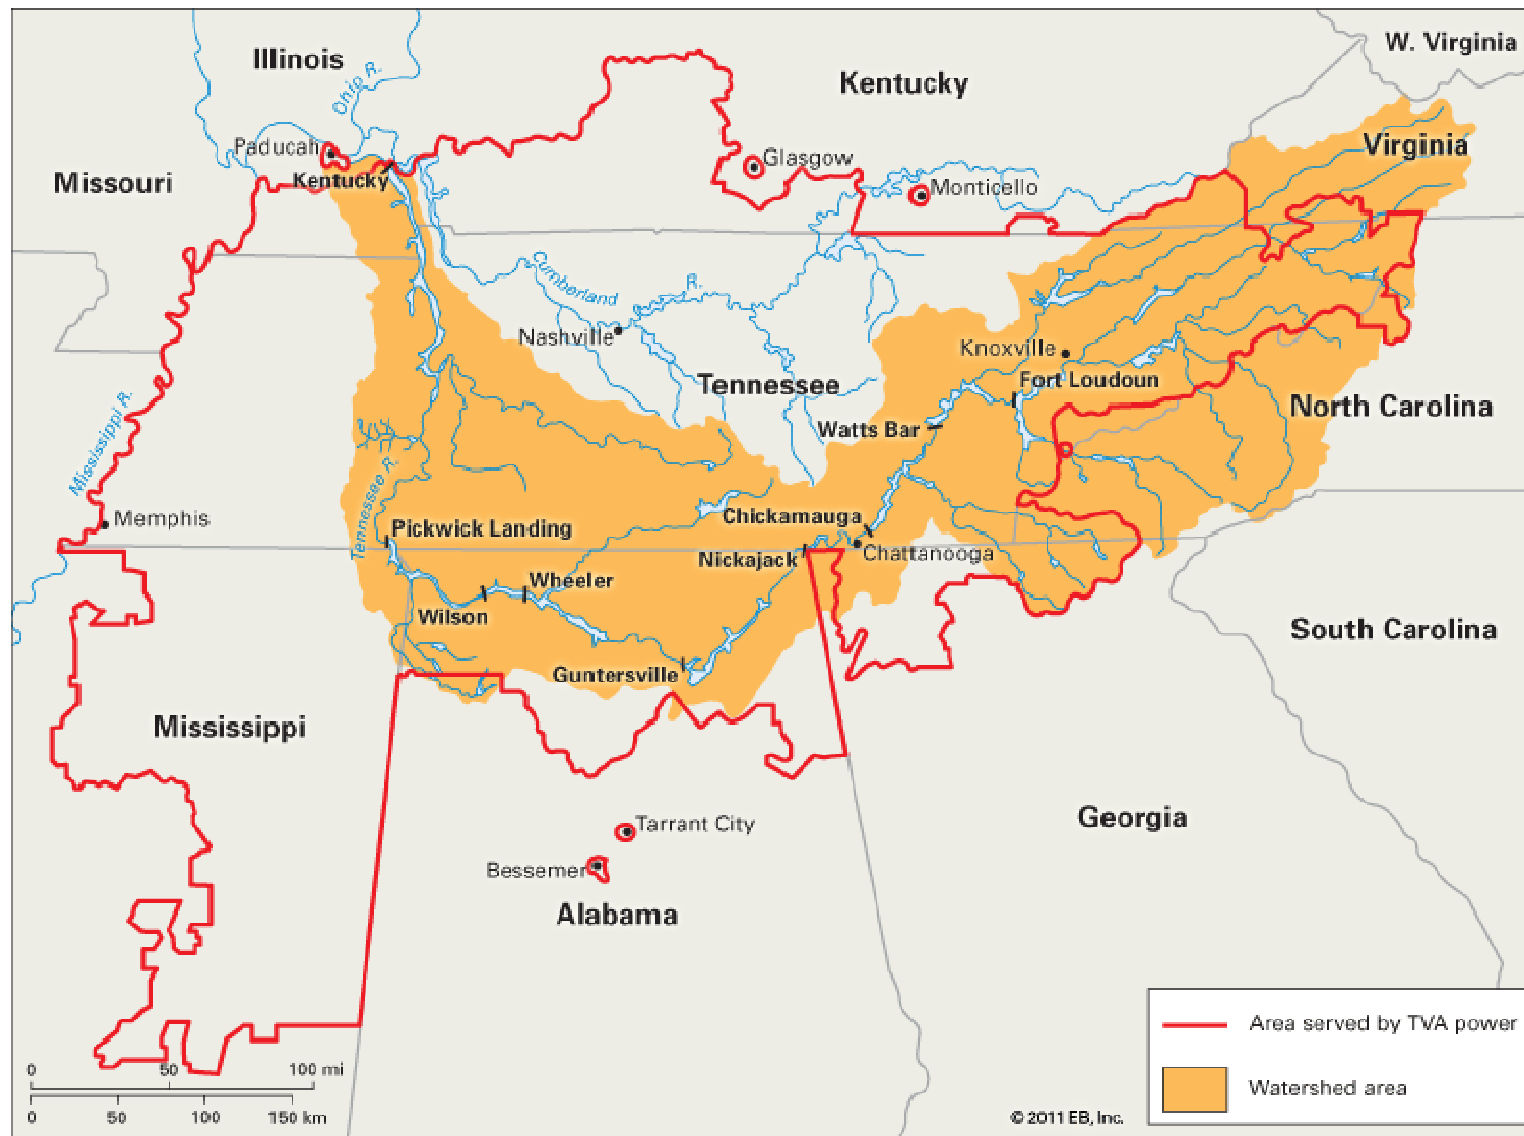 W. Virginia
Illinois
Ohio R.
Kentucky
Paducah
Glasgow
Virginia
Missouri
Kentucky
Monticello
Cumberland
R.
Nashville
Knoxville
Tennessee
Fort Loudoun
North Carolina
Mississippi R.
Watts Bar
Tennessee R.
Memphis
Pickwick Landing
Chickamauga
Chattanooga
Nickajack
Wheeler
Wilson
South Carolina
Guntersville
Mississippi
Georgia
Tarrant City
Bessemer
Alabama
Area served by TVA power
Watershed area
0 50 100 mi
0 50 100 150 km
© 2011 EB, Inc.